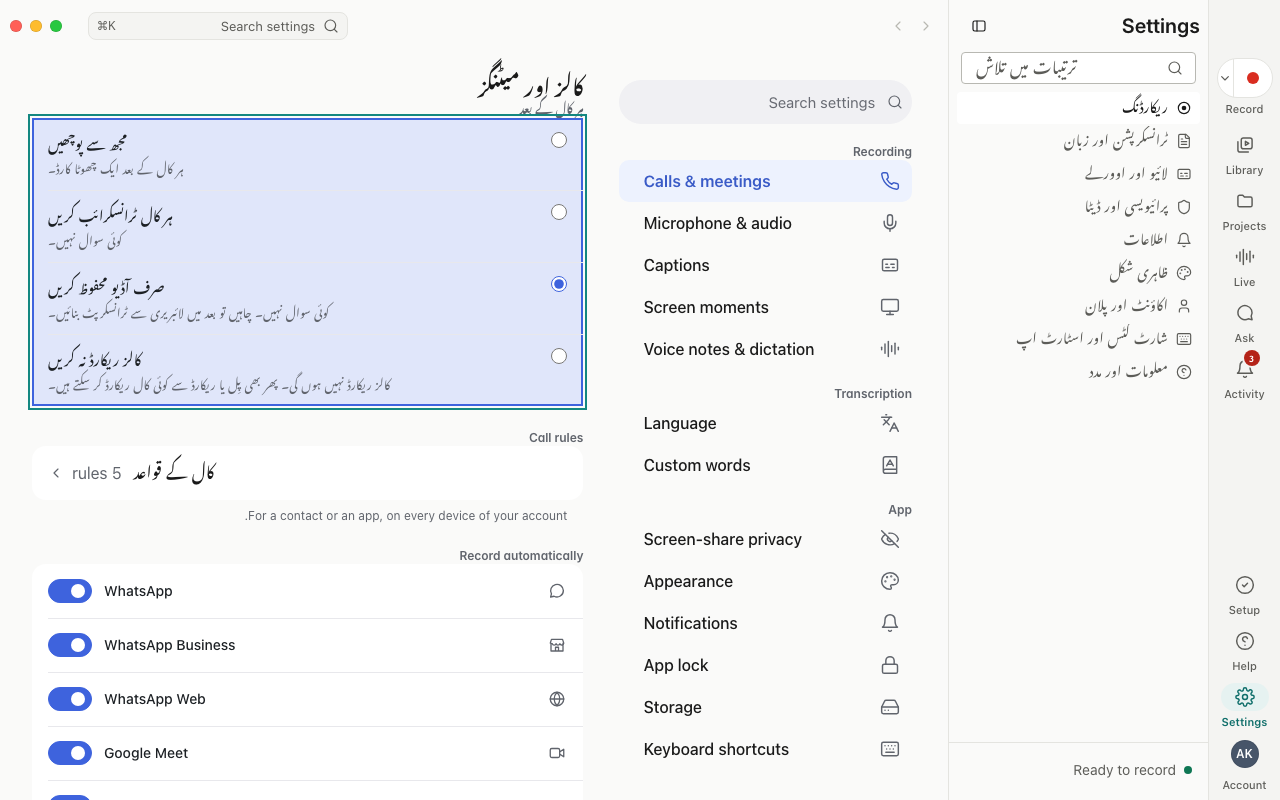 ⌘K
Search settings
Settings
ترتیبات میں تلاش
ریکارڈنگ
ٹرانسکرپشن اور زبان
لائیو اور اوورلے
پرائیویسی اور ڈیٹا
اطلاعات
ظاہری شکل
اکاؤنٹ اور پلان
شارٹ کٹس اور اسٹارٹ اپ
معلومات اور مدد
Ready to record
Record
Library
Projects
Live
Ask
3
Activity
Setup
Help
Settings
AK
Account
Search settings
Recording
Calls & meetings
Microphone & audio
Captions
Screen moments
Voice notes & dictation
Transcription
Language
Custom words
App
Screen-share privacy
Appearance
Notifications
App lock
Storage
Keyboard shortcuts
کالز اور میٹنگز
ہر کال کے بعد
مجھ سے پوچھیں
ہر کال کے بعد ایک چھوٹا کارڈ۔
ہر کال ٹرانسکرائب کریں
کوئی سوال نہیں۔
صرف آڈیو محفوظ کریں
کوئی سوال نہیں۔ چاہیں تو بعد میں لائبریری سے ٹرانسکرپٹ بنائیں۔
کالز ریکارڈ نہ کریں
کالز ریکارڈ نہیں ہوں گی۔ پھر بھی پِل یا ریکارڈ سے کوئی کال ریکارڈ کر سکتے ہیں۔
Call rules
کال کے قواعد
5 rules
For a contact or an app, on every device of your account.
Record automatically
WhatsApp
WhatsApp Business
WhatsApp Web
Google Meet